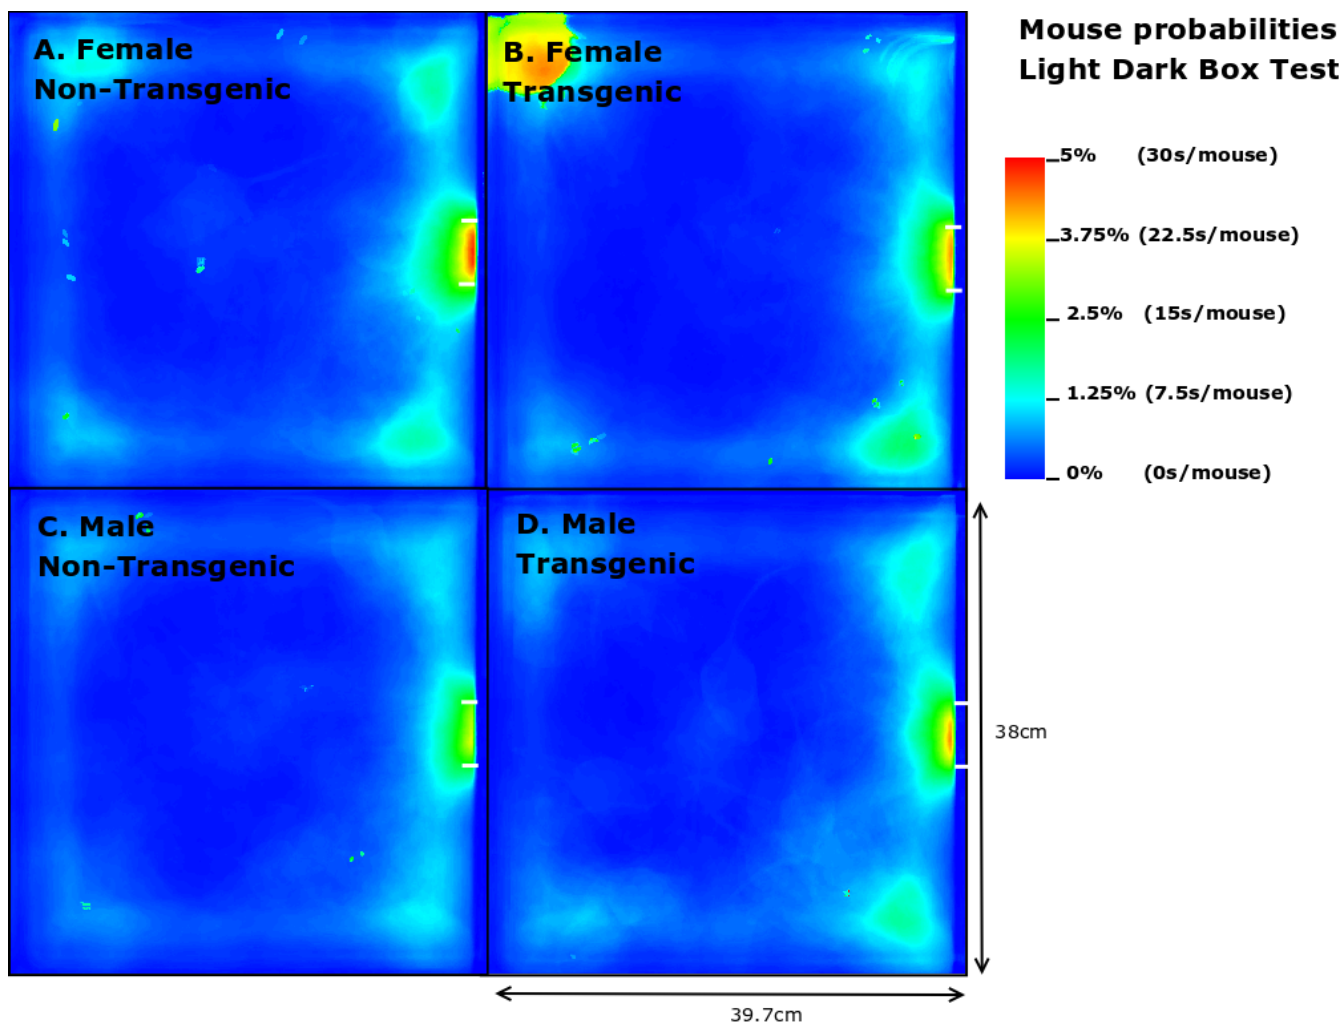 A. Female
Non-Transgenic
B. Female
Transgenic
C. Male
Non-Transgenic
D. Male
Transgenic
Mouse probabilities
Light Dark Box Test
5% (30s/mouse)
3.75% (22.5s/mouse)
2.5% (15s/mouse)
1.25% (7.5s/mouse)
0% (0s/mouse)
38cm
39.7cm